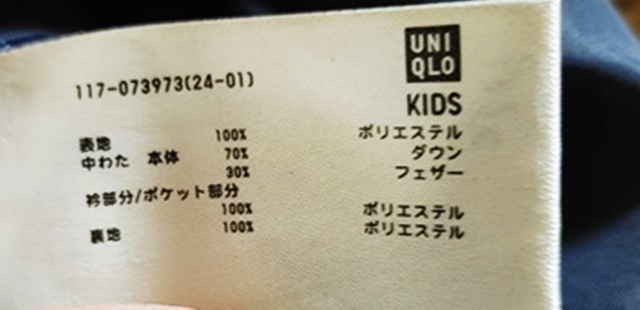 UNI
QLO
117-073973(24-01)
KIDS
表地 100% ポリエステル
中わた 本体 70% ダウン
30% フェザー
衿部分/ポケット部分
100% ポリエステル
裏地 100% ポリエステル